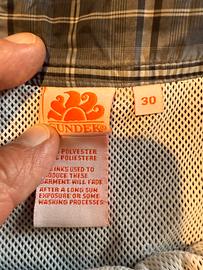 SUNDEK®
30
POLYESTER
POLIESTERE
INKS USED TO
PRODUCE THESE
GARMENT WILL FADE
AFTER A LONG SUN
EXPOSURE OR SOME
WASHING PROCESSES